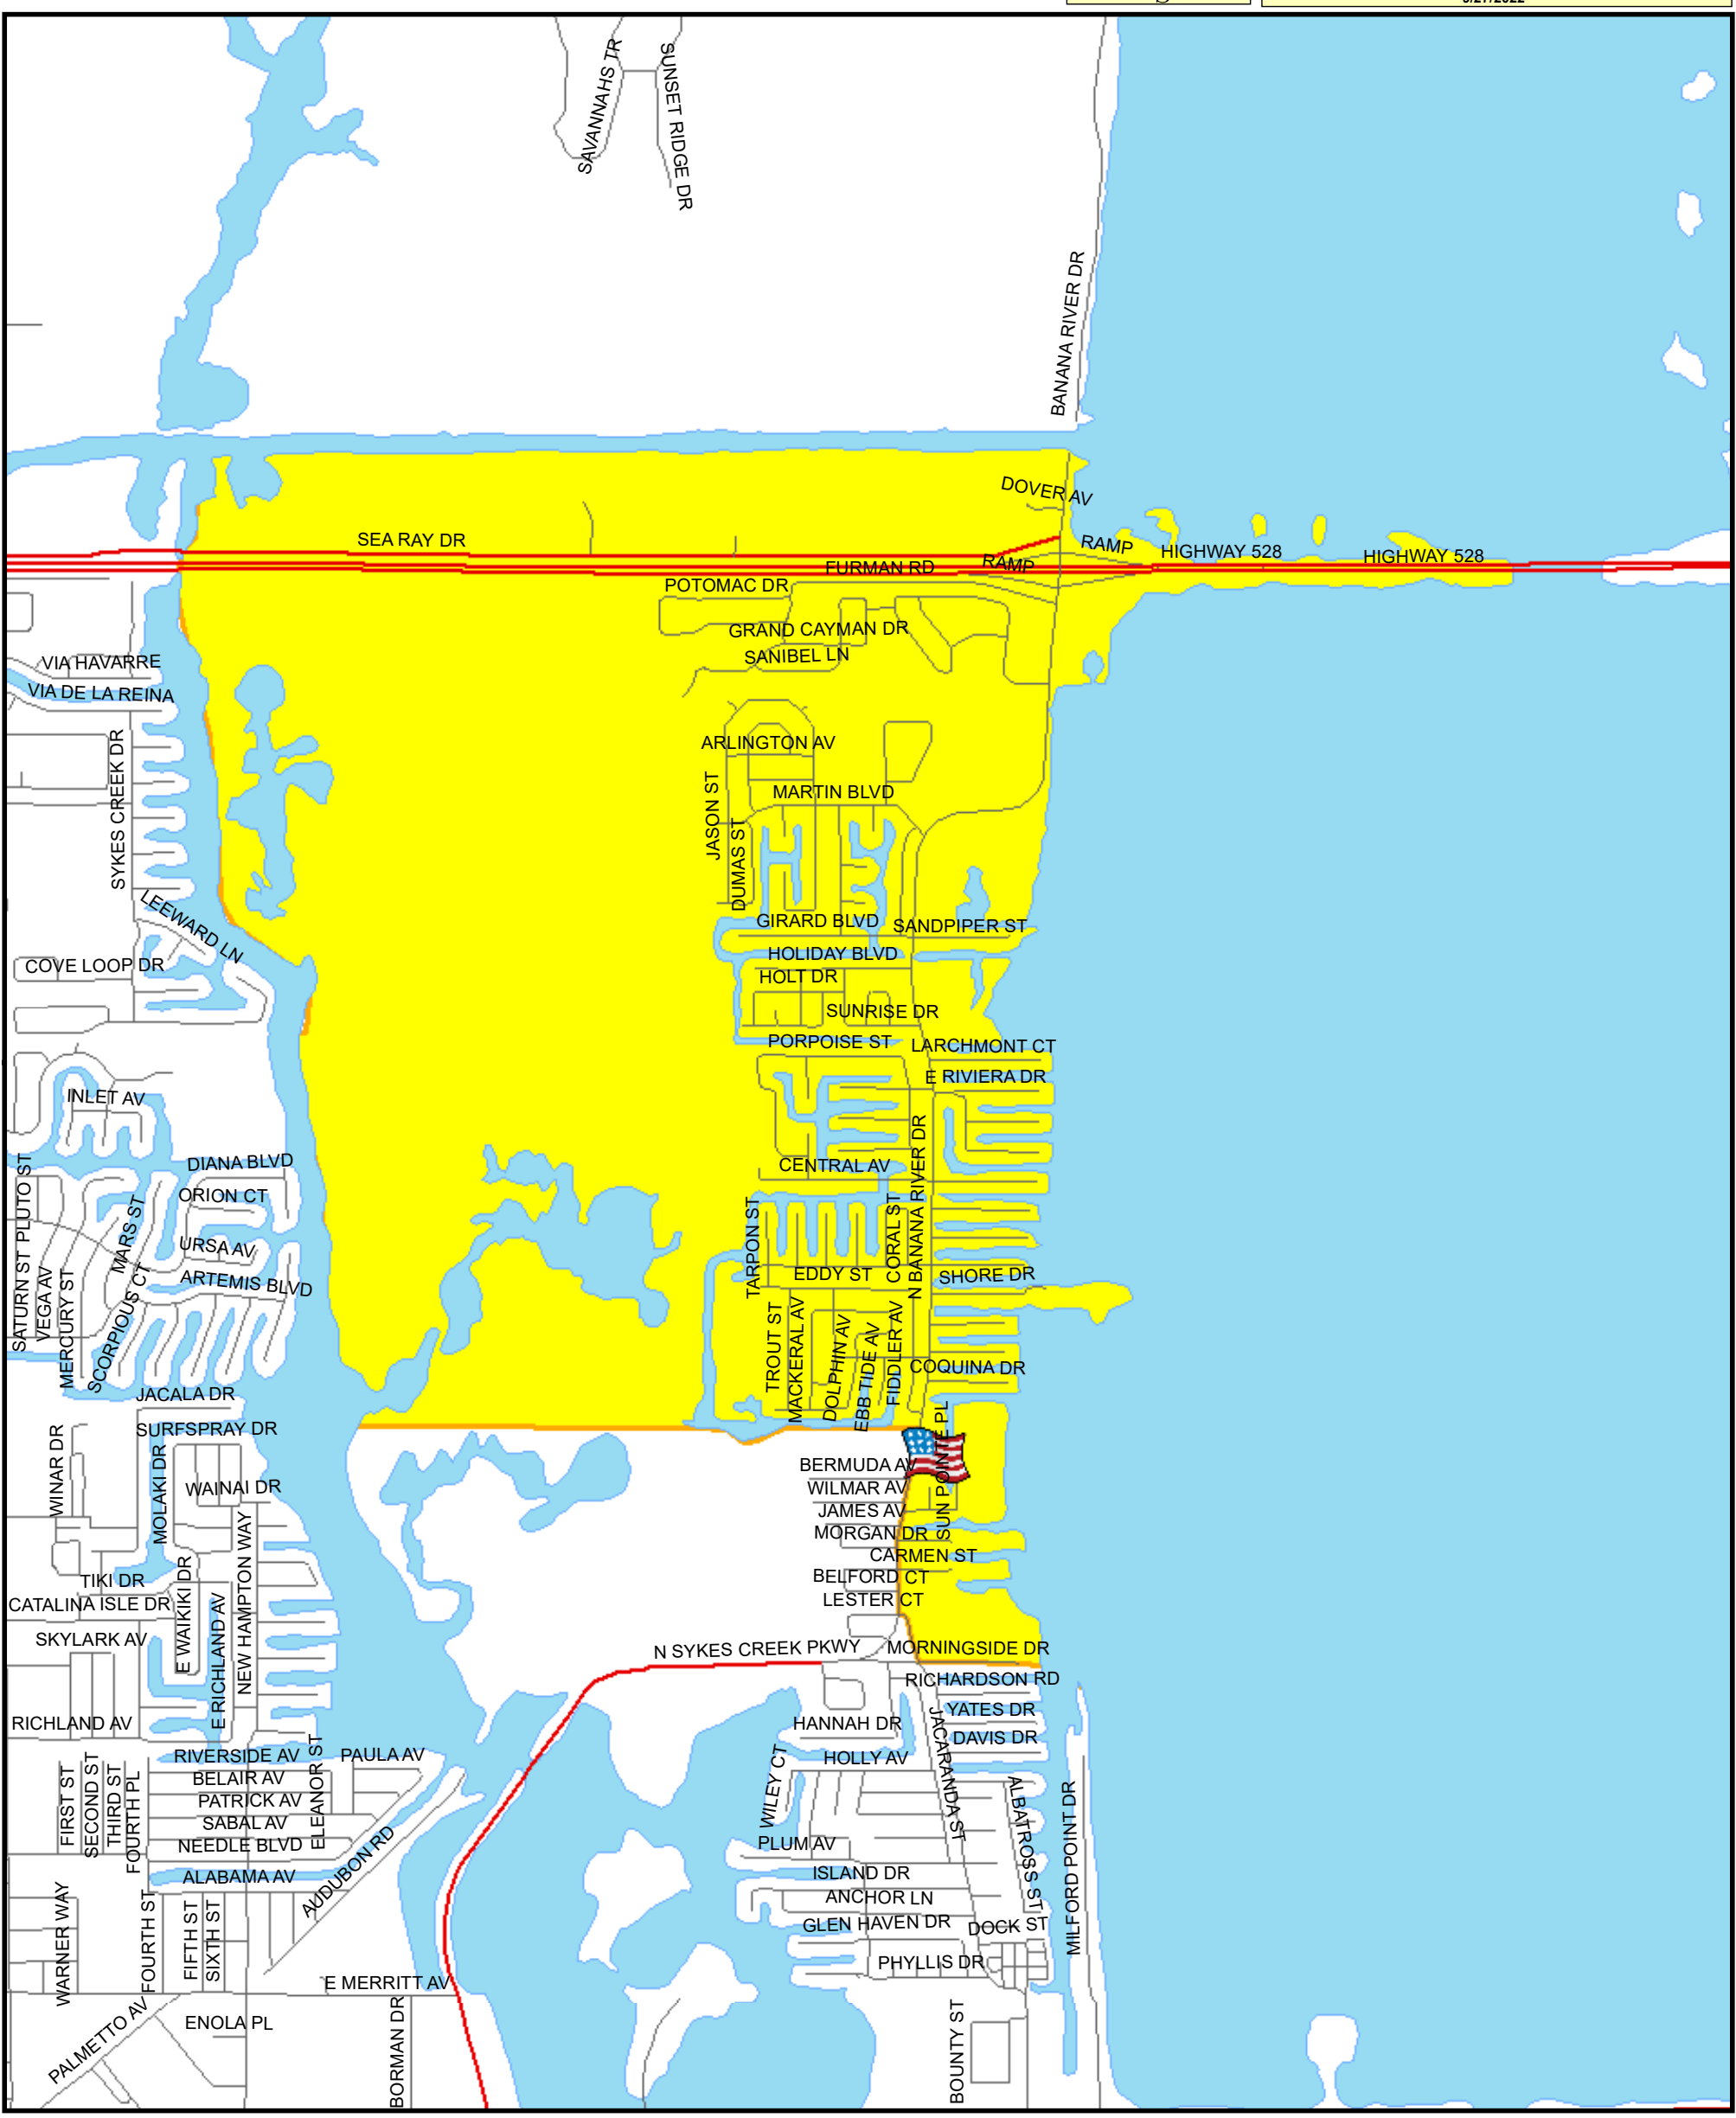 SAVANNAHS TR
SUNSET RIDGE DR
BANANA RIVER DR
DOVER AV
SEA RAY DR
RAMP
HIGHWAY 528
HIGHWAY 528
RAMP
FURMAN RD
POTOMAC DR
GRAND CAYMAN DR
SANIBEL LN
VIA HAVARRE
VIA DE LA REINA
SYKES CREEK DR
ARLINGTON AV
JASON ST
MARTIN BLVD
DUMAS ST
LEEWARD LN
GIRARD BLVD
SANDPIPER ST
HOLIDAY BLVD
COVE LOOP DR
HOLT DR
SUNRISE DR
PORPOISE ST
LARCHMONT CT
E RIVIERA DR
INLET AV
N BANANA RIVER DR
DIANA BLVD
CENTRAL AV
ORION CT
PLUTO ST
SATURN ST
MARS ST
URSA AV
ARTEMIS BLVD
VEGA AV
MERCURY ST
SCORPIOUS CT
TARPON ST
CORAL ST
EDDY ST
SHORE DR
TROUT ST
MACKERAL AV
DOLPHIN AV
EBB TIDE AV
FIDDLER AV
COQUINA DR
JACALA DR
SURFSPRAY DR
WINAR DR
MOLAKI DR
WAINAI DR
SUN POINTE PL
BERMUDA AV
WILMAR AV
JAMES AV
MORGAN DR
CARMEN ST
BELFORD CT
LESTER CT
TIKI DR
CATALINA ISLE DR
E WAIKIKI DR
E RICHLAND AV
NEW HAMPTON WAY
SKYLARK AV
N SYKES CREEK PKWY
MORNINGSIDE DR
RICHARDSON RD
YATES DR
DAVIS DR
RICHLAND AV
HANNAH DR
JACARANDA ST
HOLLY AV
RIVERSIDE AV
PAULA AV
BELAIR AV
PATRICK AV
SABAL AV
NEEDLE BLVD
ALABAMA AV
ELEANOR ST
AUDUBON RD
FIRST ST
SECOND ST
THIRD ST
FOURTH PL
WILEY CT
PLUM AV
ISLAND DR
ANCHOR LN
GLEN HAVEN DR
DOCK ST
PHYLLIS DR
ALBATROSS ST
MILFORD POINT DR
WARNER WAY
FOURTH ST
FIFTH ST
SIXTH ST
E MERRITT AV
ENOLA PL
PALMETTO AV
BORMAN DR
BOUNTY ST